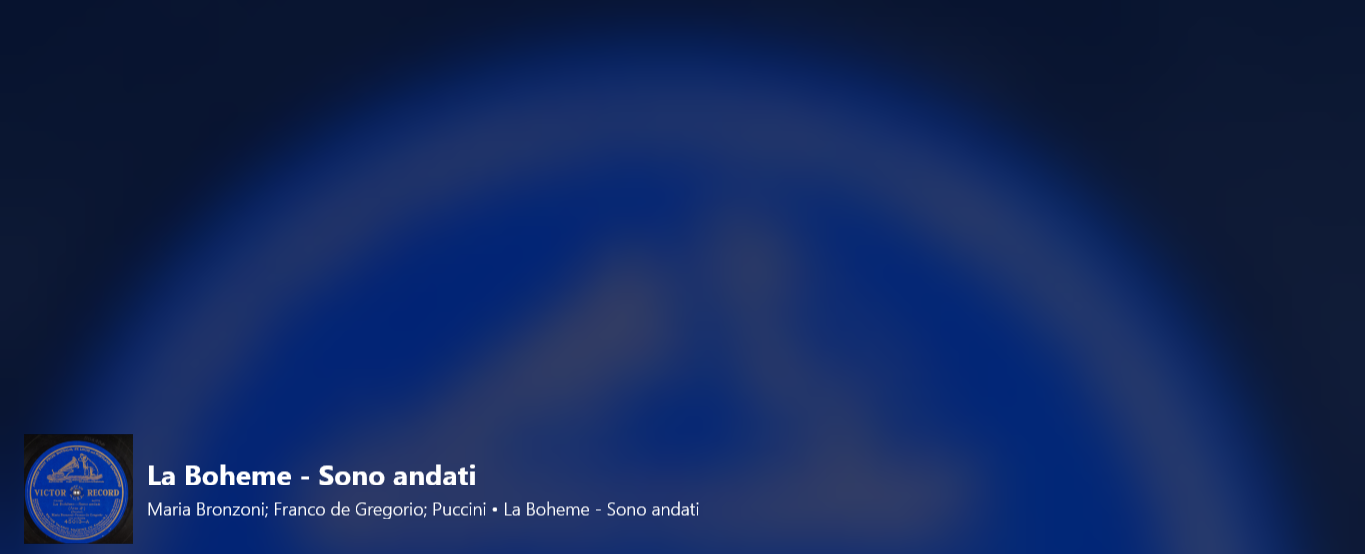 La Boheme - Sono andati
Maria Bronzoni; Franco de Gregorio; Puccini • La Boheme - Sono andati
VICTOR RECORD